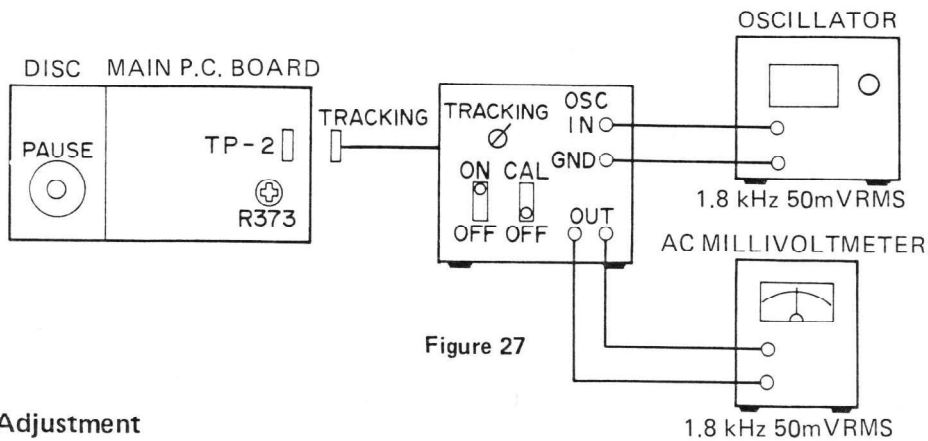 OSCILLATOR
DISC MAIN P.C. BOARD
TRACKING
TRACKING
OSC
IN
GND
PAUSE
TP-2
R373
ON CAL
OFF OFF
OUT
1.8 kHz 50mVRMS
AC MILLIVOLTMETER
Figure 27
Adjustment
1.8 kHz 50mVRMS